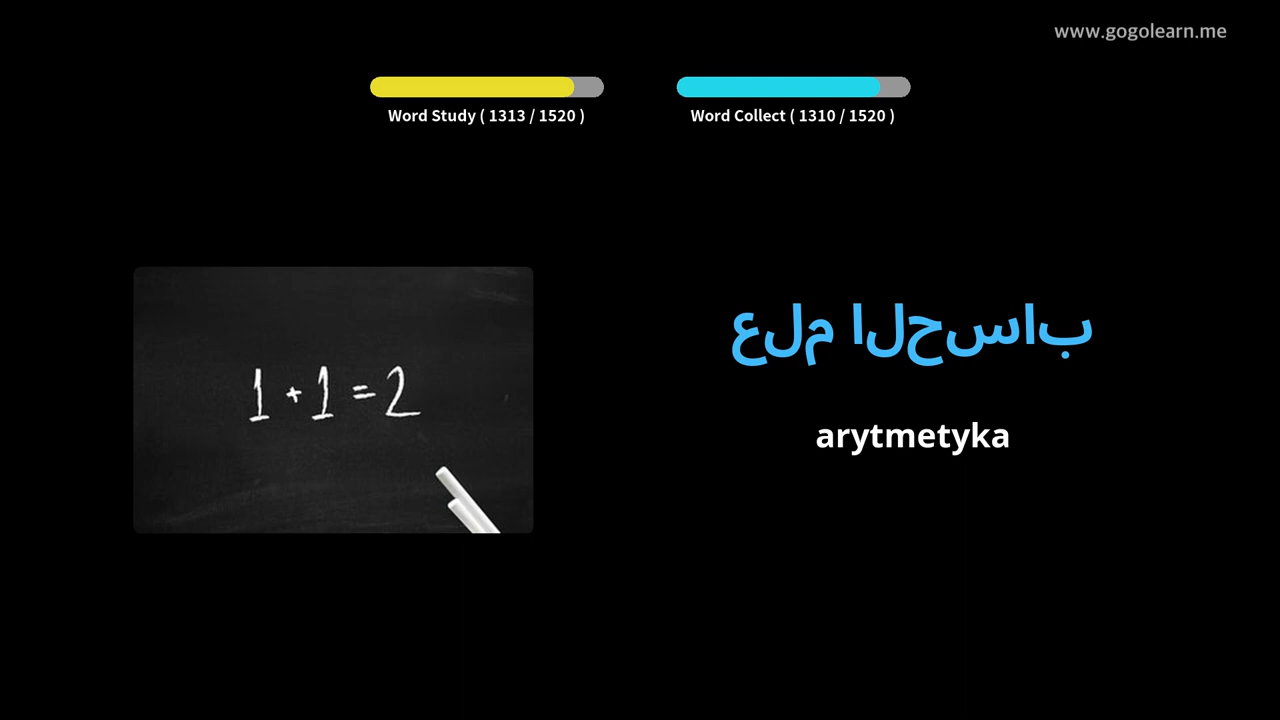 www.gogolearn.me
Word Study ( 1313 / 1520 )
Word Collect ( 1310 / 1520 )
1 + 1 = 2
علم الحساب
arytmetyka